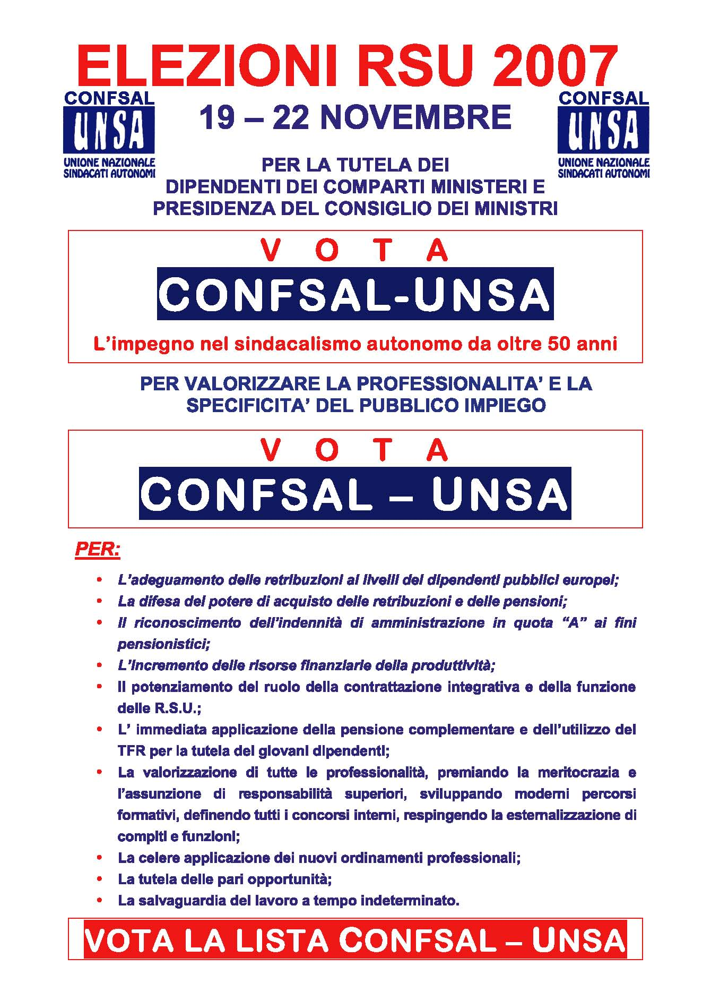 ELEZIONI RSU 2007
CONFSAL
UNSA
UNIONE NAZIONALE
SINDACATI AUTONOMI
19 – 22 NOVEMBRE
CONFSAL
UNSA
UNIONE NAZIONALE
SINDACATI AUTONOMI
PER LA TUTELA DEI
DIPENDENTI DEI COMPARTI MINISTERI E
PRESIDENZA DEL CONSIGLIO DEI MINISTRI
V O T A
CONFSAL-UNSA
L’impegno nel sindacalismo autonomo da oltre 50 anni
PER VALORIZZARE LA PROFESSIONALITA’ E LA
SPECIFICITA’ DEL PUBBLICO IMPIEGO
V O T A
CONFSAL – UNSA
PER:
• L’adeguamento delle retribuzioni ai livelli dei dipendenti pubblici europei;
• La difesa del potere di acquisto delle retribuzioni e delle pensioni;
• Il riconoscimento dell’indennità di amministrazione in quota “A” ai fini
pensionistici;
• L’incremento delle risorse finanziarie della produttività;
• Il potenziamento del ruolo della contrattazione integrativa e della funzione
delle R.S.U.;
• L’ immediata applicazione della pensione complementare e dell’utilizzo del
TFR per la tutela dei giovani dipendenti;
• La valorizzazione di tutte le professionalità, premiando la meritocrazia e
l’assunzione di responsabilità superiori, sviluppando moderni percorsi
formativi, definendo tutti i concorsi interni, respingendo la esternalizzazione di
compiti e funzioni;
• La celere applicazione dei nuovi ordinamenti professionali;
• La tutela delle pari opportunità;
• La salvaguardia del lavoro a tempo indeterminato.
VOTA LA LISTA CONFSAL – UNSA